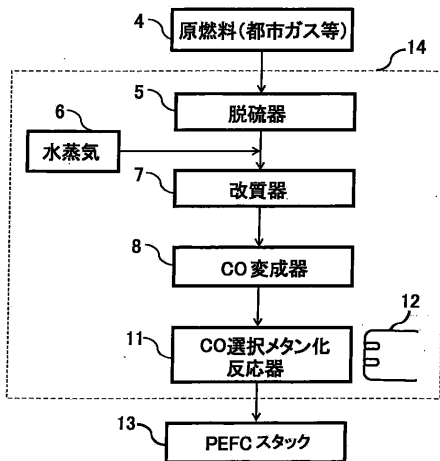 4
原燃料(都市ガス等)
14
5
脱硫器
6
水蒸気
7
改質器
8
CO変成器
12
11
CO選択メタン化
反応器
13
PEFCスタック